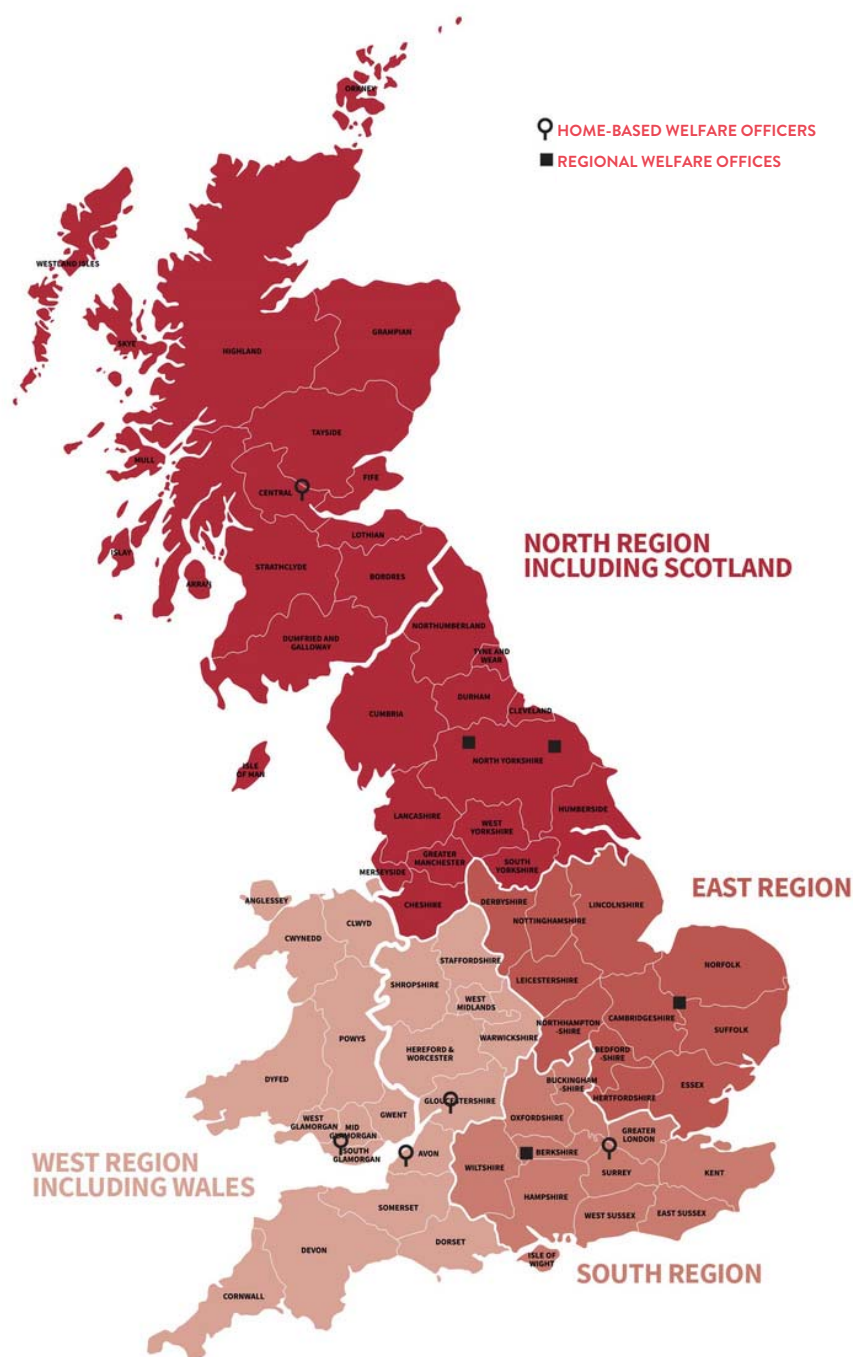 ORKNEY
HOME-BASED WELFARE OFFICERS
REGIONAL WELFARE OFFICES
WESTLAND ISLES
SKYE
HIGHLAND
GRAMPIAN
TAYSIDE
MULL
FIFE
CENTRAL
LOTHIAN
ISLAY
STRATHCLYDE
ARRAN
BORDRES
NORTH REGION
INCLUDING SCOTLAND
NORTHUMBERLAND
DUMFRIED AND
GALLOWAY
TYNE AND
WEAR
DURHAM
CLEVELAND
CUMBRIA
NORTH YORKSHIRE
ISLE
OF MAN
LANCASHIRE
WEST
YORKSHIRE
HUMBERSIDE
GREATER
MANCHESTER
SOUTH
YORKSHIRE
MERSEYSIDE
CHESHIRE
EAST REGION
ANGLESSEY
CLWYD
CWYNEDD
DERBYSHIRE
NOTTINGHAMSHIRE
LINCOLNSHIRE
STAFFORDSHIRE
SHROPSHIRE
LEICESTERSHIRE
NORFOLK
WEST
MIDLANDS
POWYS
HEREFORD &
WORCESTER
WARWICKSHIRE
NORTHHAMPTON
-SHIRE
CAMBRIDGESHIRE
SUFFOLK
BEDFORD
-SHIRE
DYFED
BUCKINGHAM
-SHIRE
ESSEX
HERTFORDSHIRE
GLOUCESTERSHIRE
GWENT
WEST
GLAMORGAN
MID
GLAMORGAN
SOUTH
GLAMORGAN
OXFORDSHIRE
GREATER
LONDON
AVON
WILTSHIRE
BERKSHIRE
SURREY
KENT
WEST REGION
INCLUDING WALES
HAMPSHIRE
SOMERSET
WEST SUSSEX
EAST SUSSEX
DORSET
DEVON
ISLE OF
WIGHT
SOUTH REGION
CORNWALL